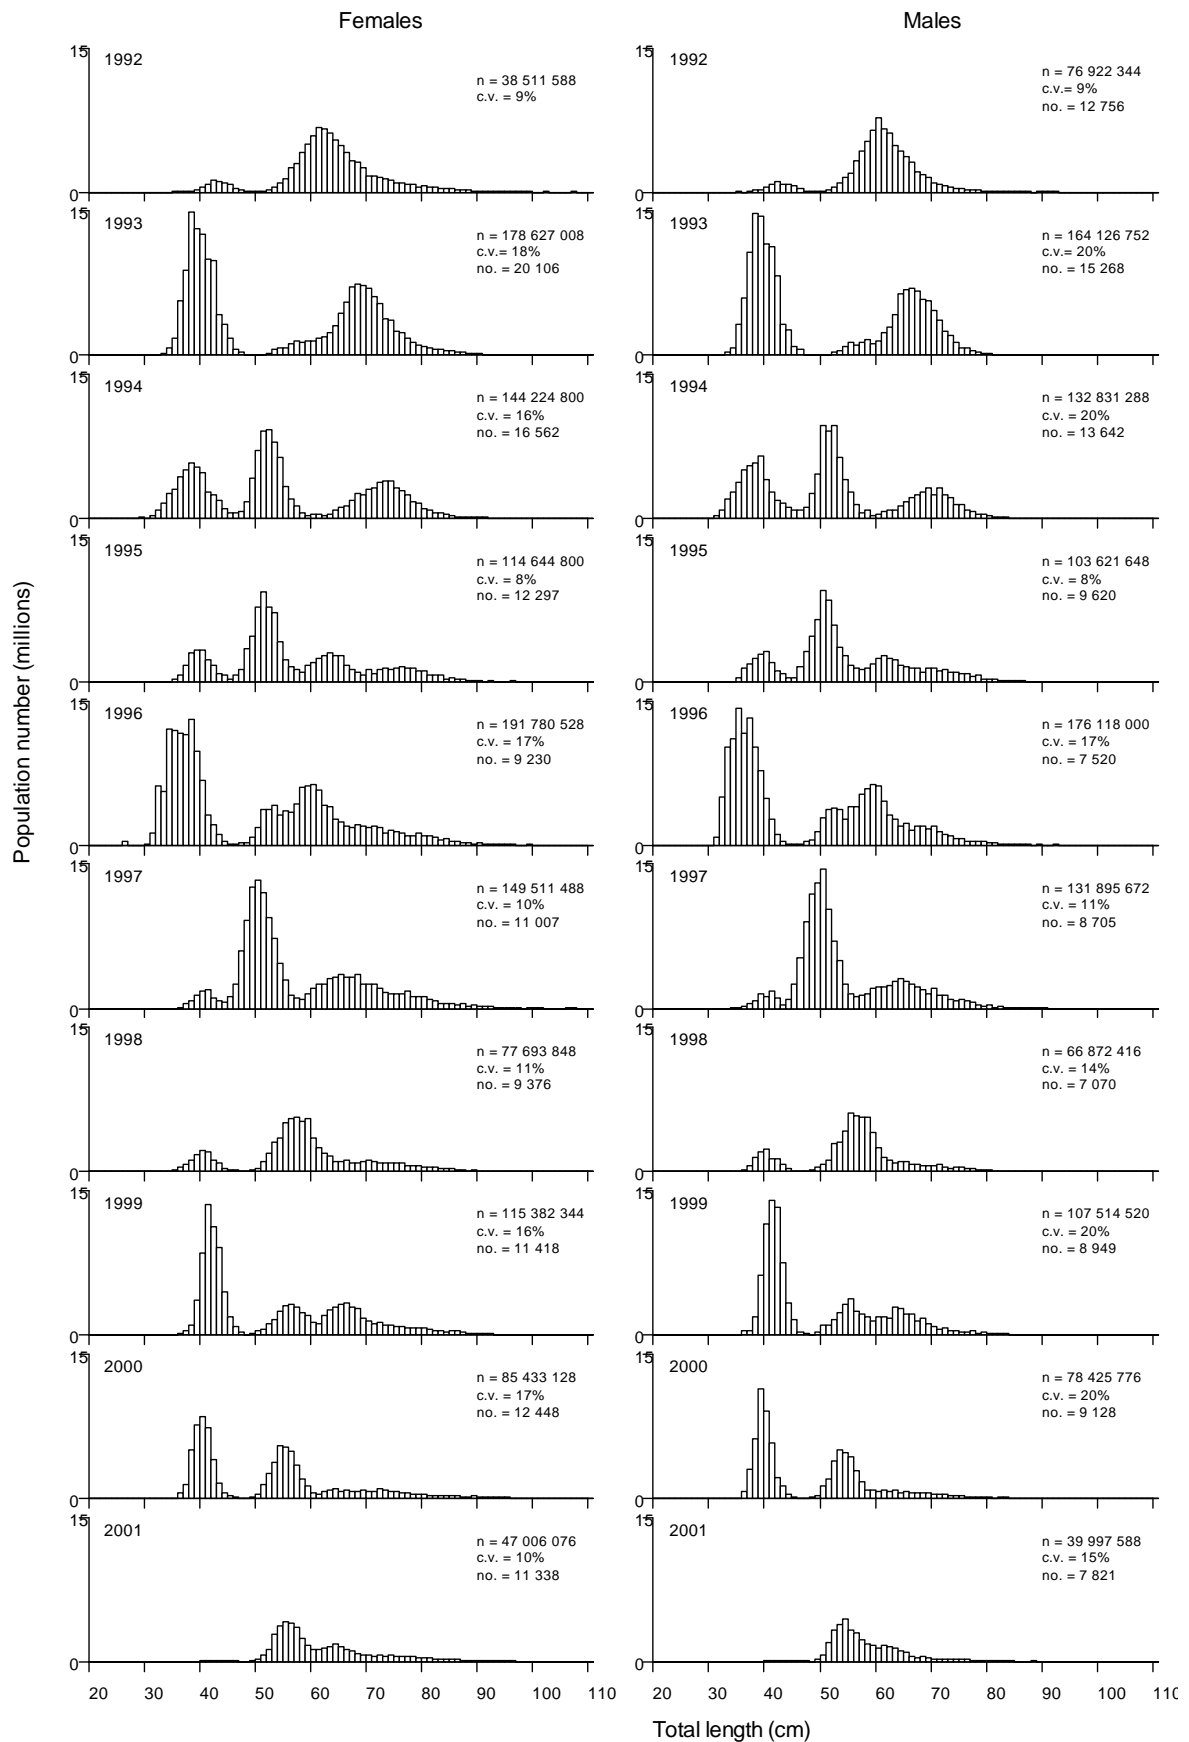 Females Males
15 1992 n = 38 511 588 c.v. = 9% 0
15 1992 n = 76 922 344 c.v.= 9% no. = 12 756 0
15 1993 n = 178 627 008 c.v.= 18% no. = 20 106 0
15 1993 n = 164 126 752 c.v.= 20% no. = 15 268 0
15 1994 n = 144 224 800 c.v. = 16% no. = 16 562 0
15 1994 n = 132 831 288 c.v. = 20% no. = 13 642 0
15 1995 n = 114 644 800 c.v. = 8% no. = 12 297 0
15 1995 n = 103 621 648 c.v. = 8% no. = 9 620 0
15 1996 n = 191 780 528 c.v. = 17% no. = 9 230 0
15 1996 n = 176 118 000 c.v. = 17% no. = 7 520 0
15 1997 n = 149 511 488 c.v. = 10% no. = 11 007 0
15 1997 n = 131 895 672 c.v. = 11% no. = 8 705 0
15 1998 n = 77 693 848 c.v. = 11% no. = 9 376 0
15 1998 n = 66 872 416 c.v. = 14% no. = 7 070 0
15 1999 n = 115 382 344 c.v. = 16% no. = 11 418 0
15 1999 n = 107 514 520 c.v. = 20% no. = 8 949 0
15 2000 n = 85 433 128 c.v. = 17% no. = 12 448 0
15 2000 n = 78 425 776 c.v. = 20% no. = 9 128 0
15 2001 n = 47 006 076 c.v. = 10% no. = 11 338 0
15 2001 n = 39 997 588 c.v. = 15% no. = 7 821 0
20 30 40 50 60 70 80 90 100 110 20 30 40 50 60 70 80 90 100 110
Total length (cm)
Population number (millions)